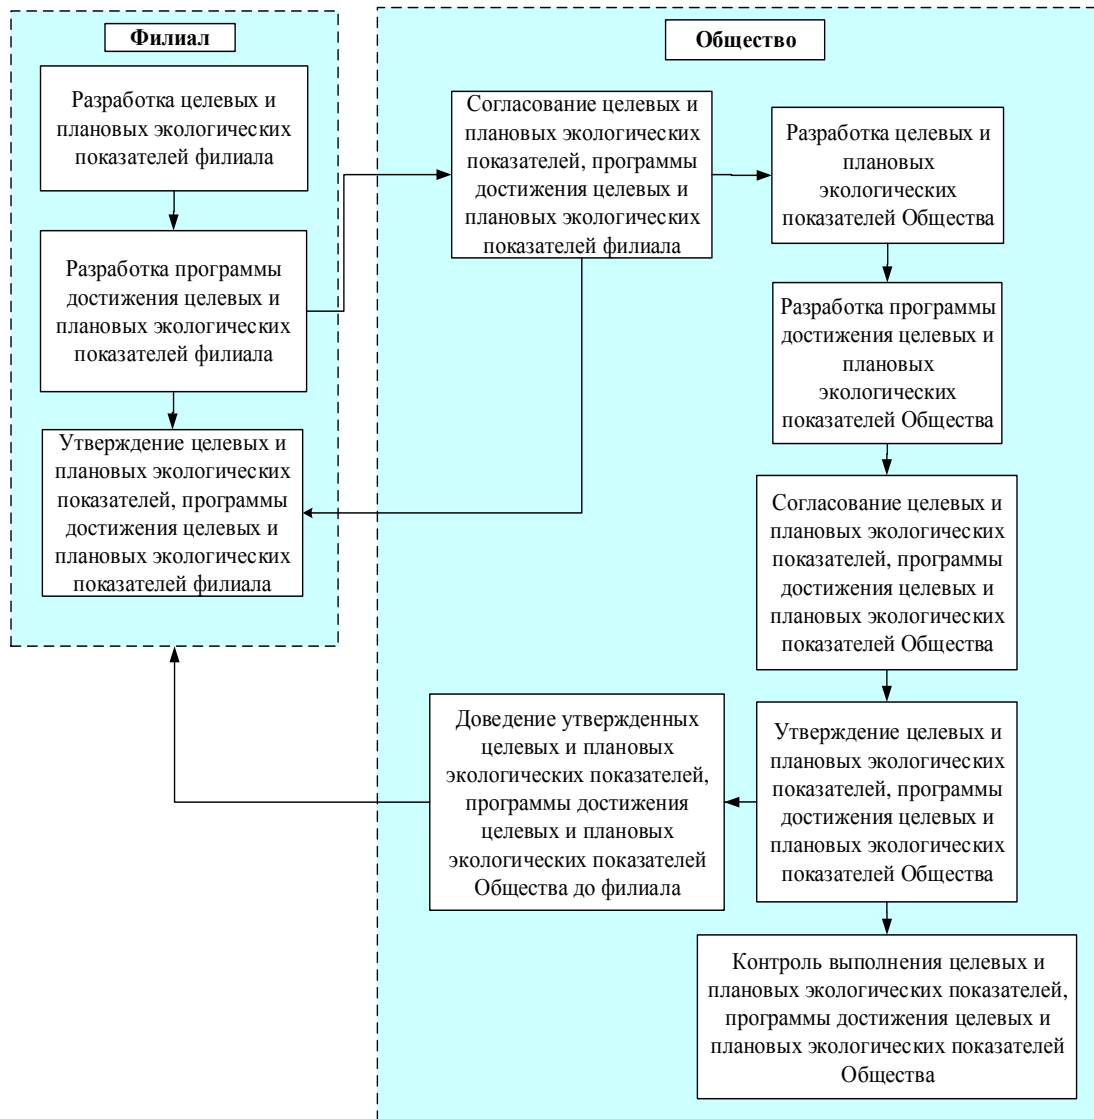 Филиал
Разработка целевых и
плановых экологических
показателей филиала
Разработка программы
достижения целевых и
плановых экологических
показателей филиала
Утверждение целевых и
плановых экологических
показателей, программы
достижения целевых и
плановых экологических
показателей филиала
Общество
Согласование целевых и
плановых экологических
показателей, программы
достижения целевых и
плановых экологических
показателей филиала
Разработка целевых и
плановых
экологических
показателей Общества
Разработка программы
достижения целевых и
плановых
экологических
показателей Общества
Согласование целевых и
плановых экологических
показателей, программы
достижения целевых и
плановых экологических
показателей Общества
Утверждение целевых и
плановых экологических
показателей, программы
достижения целевых и
плановых экологических
показателей Общества
Доведение утвержденных
целевых и плановых
экологических показателей,
программы достижения
целевых и плановых
экологических показателей
Общества до филиала
Контроль выполнения целевых и
плановых экологических показателей,
программы достижения целевых и
плановых экологических показателей
Общества